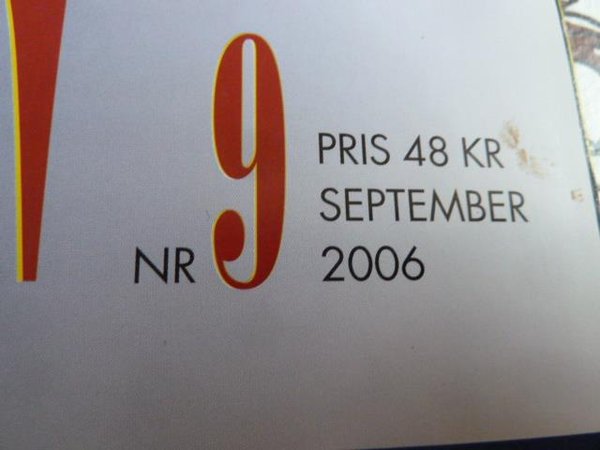 NR 9
PRIS 48 KR
SEPTEMBER
2006